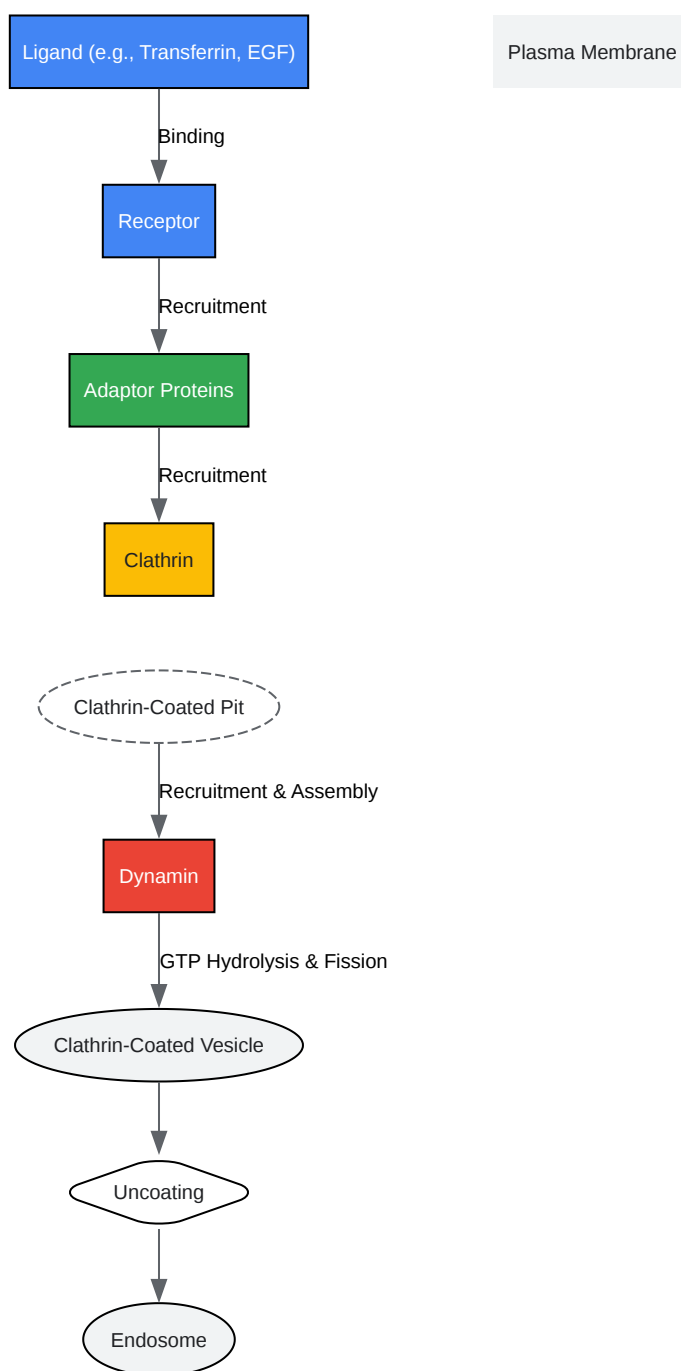 Ligand (e.g., Transferrin, EGF)
Plasma Membrane
Binding
Receptor
Recruitment
Adaptor Proteins
Recruitment
Clathrin
Clathrin-Coated Pit
Recruitment & Assembly
Dynamin
GTP Hydrolysis & Fission
Clathrin-Coated Vesicle
Uncoating
Endosome